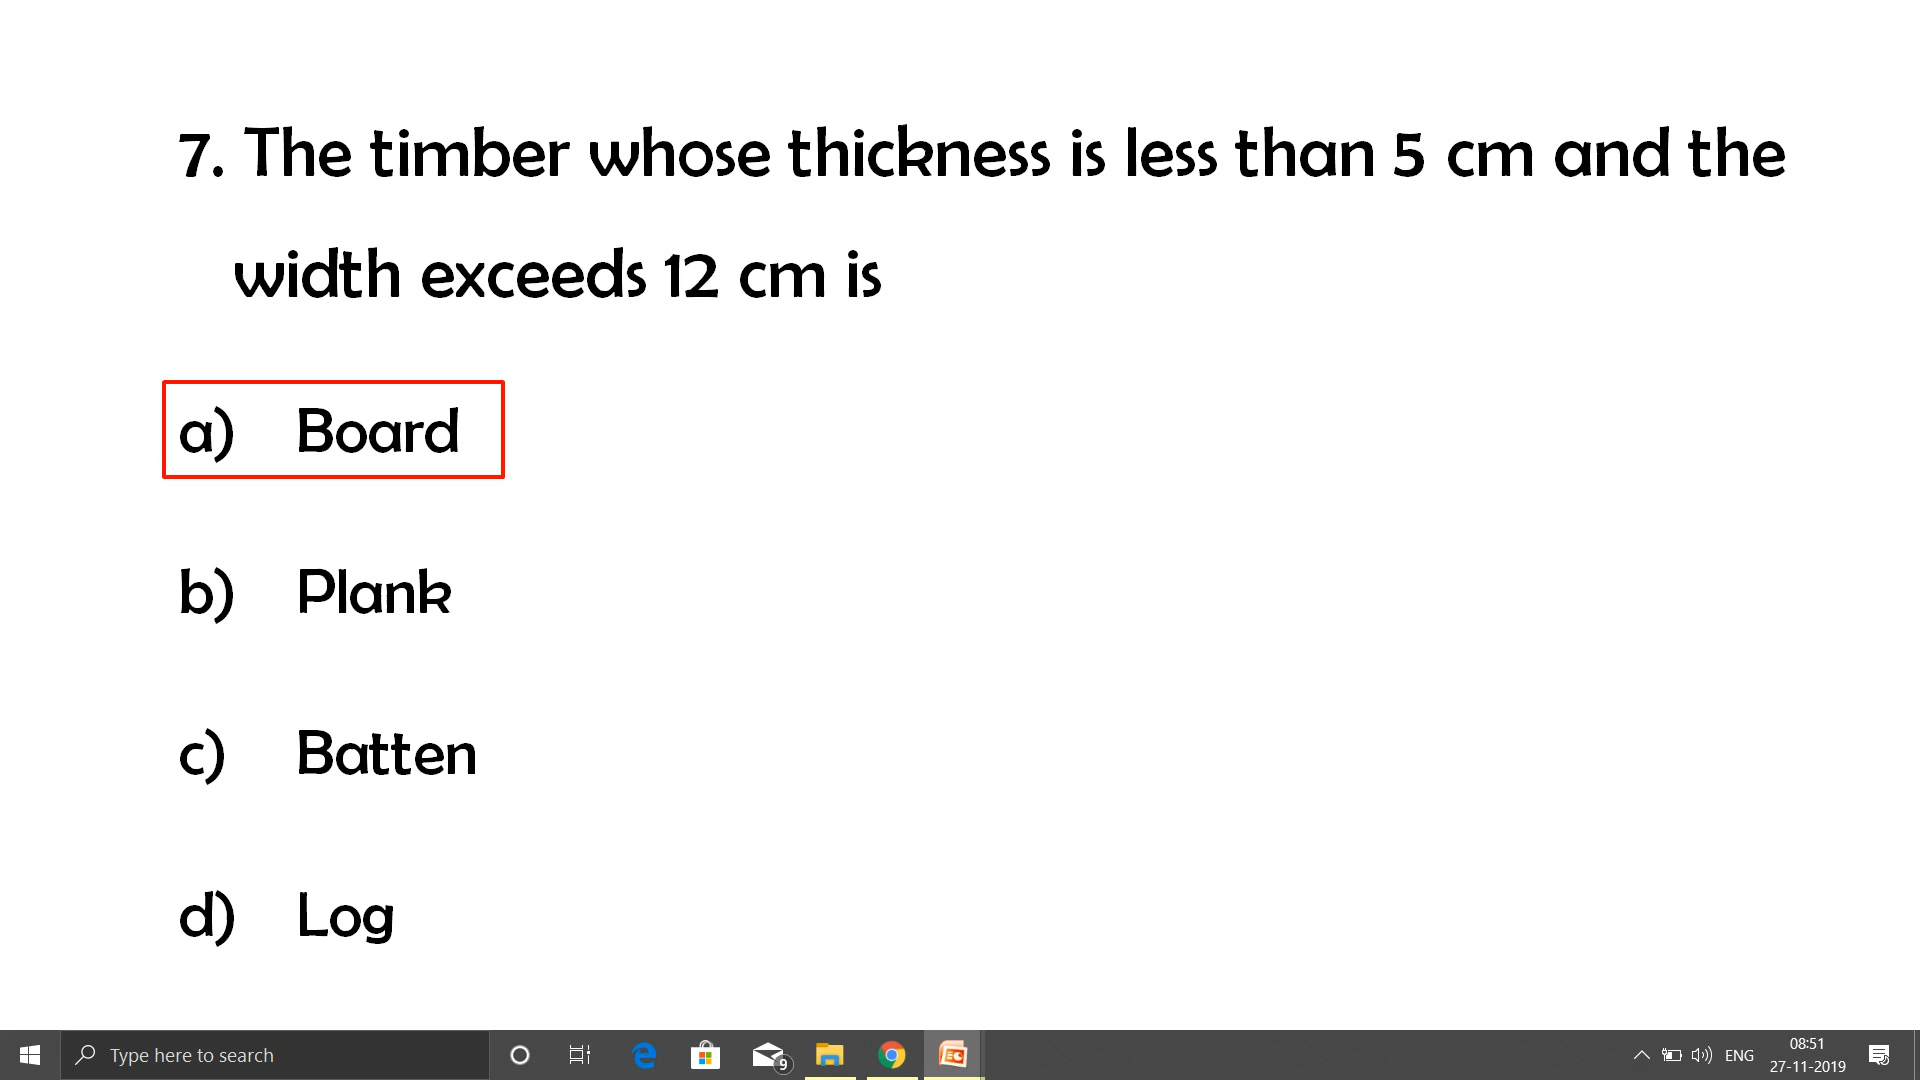 7. The timber whose thickness is less than 5 cm and the
width exceeds 12 cm is
a) Board
b) Plank
c) Batten
d) Log
Type here to search
9
ENG
08:51
27-11-2019